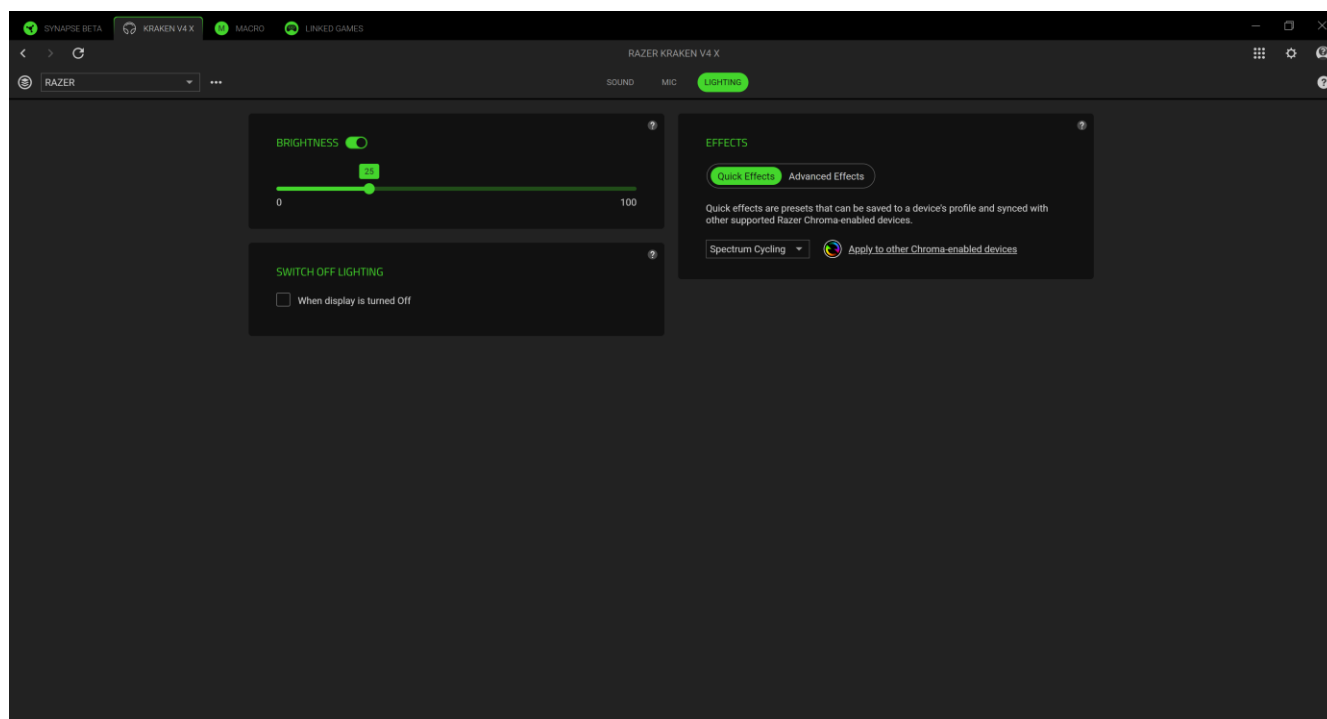 SYNAPSE BETA
KRAKEN V4 X
M
MACRO
LINKED GAMES
RAZER KRAKEN V4 X
RAZER
SOUND
MIC
LIGHTING
?
BRIGHTNESS
25
0
100
?
SWITCH OFF LIGHTING
When display is turned Off
?
EFFECTS
Quick Effects
Advanced Effects
Quick effects are presets that can be saved to a device's profile and synced with
other supported Razer Chroma-enabled devices.
Spectrum Cycling
Apply to other Chroma-enabled devices
?